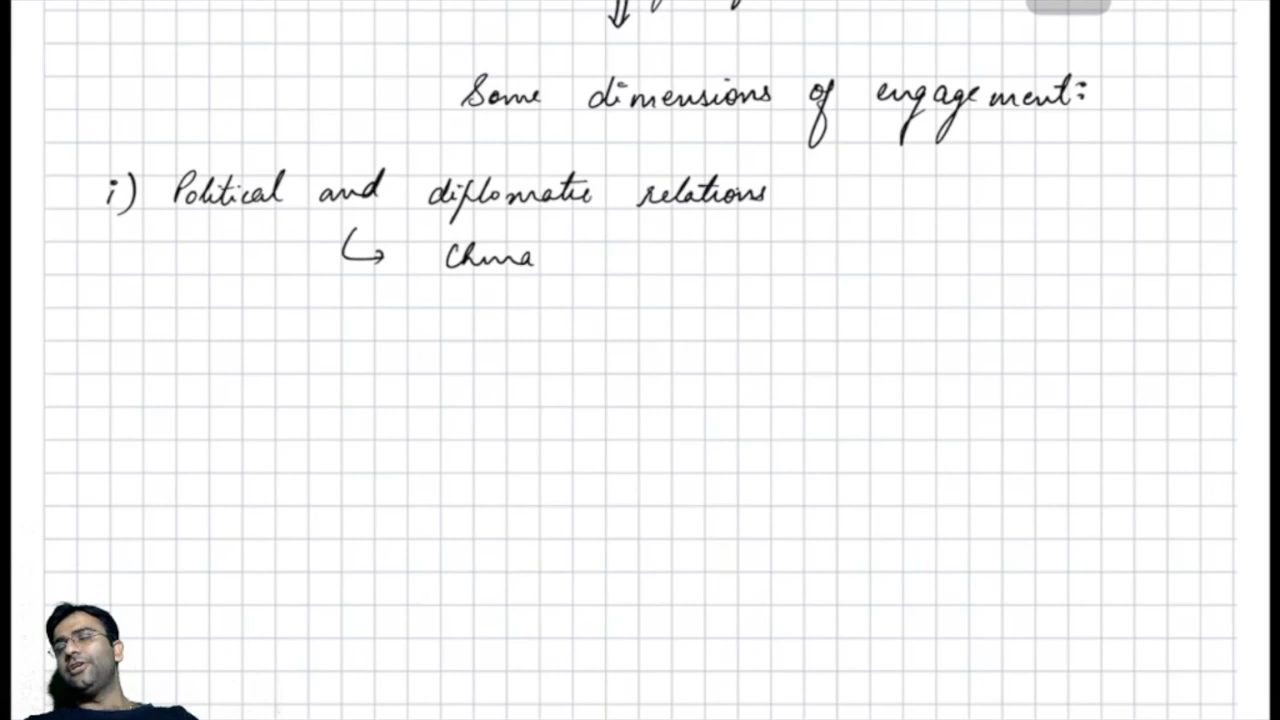 Some dimensions of engagement:
i) Political and diplomatic relations
↳ China